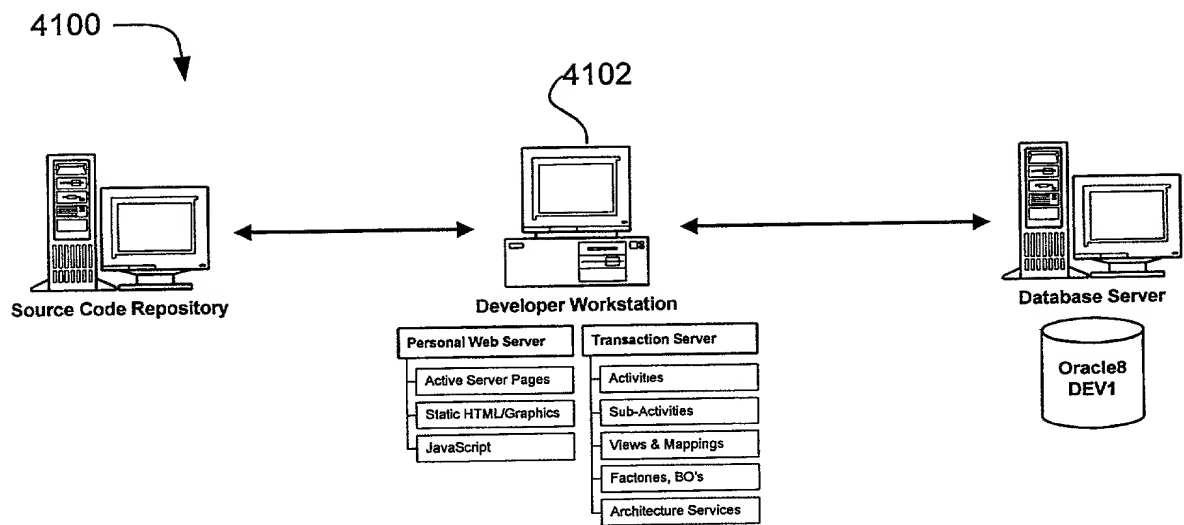 4100
4102
Source Code Repository
Developer Workstation
Database Server
Personal Web Server
Active Server Pages
Static HTML/Graphics
JavaScript
Transaction Server
Activities
Sub-Activities
Views & Mappings
Factones, BO's
Architecture Services
Oracle8
DEV1